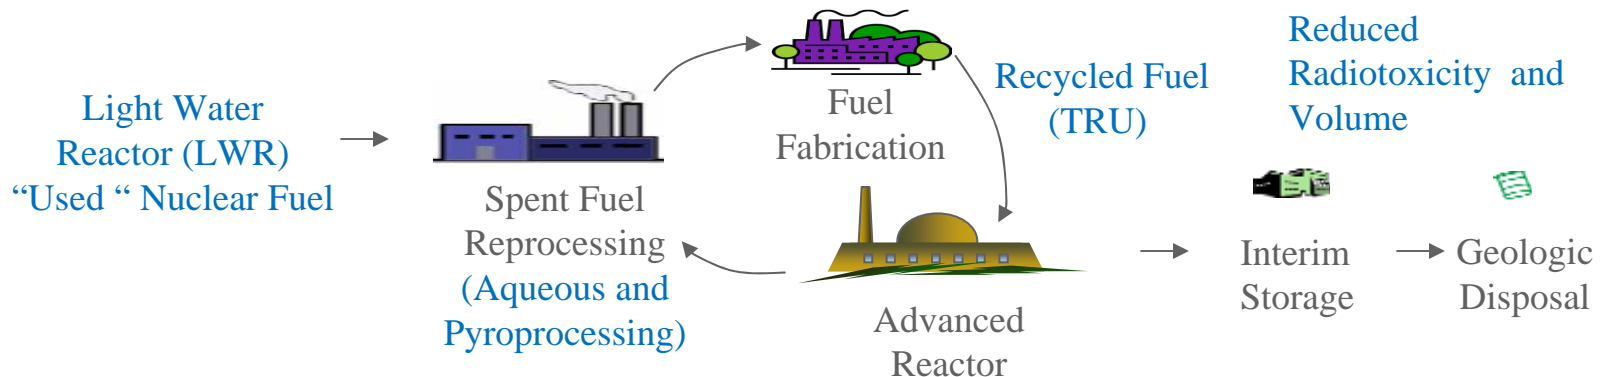 Light Water
Reactor (LWR)
“Used “ Nuclear Fuel
Spent Fuel
Reprocessing
(Aqueous and
Pyroprocessing)
Fuel
Fabrication
Recycled Fuel
(TRU)
Advanced
Reactor
Reduced
Radiotoxicity and
Volume
Interim
Storage
Geologic
Disposal